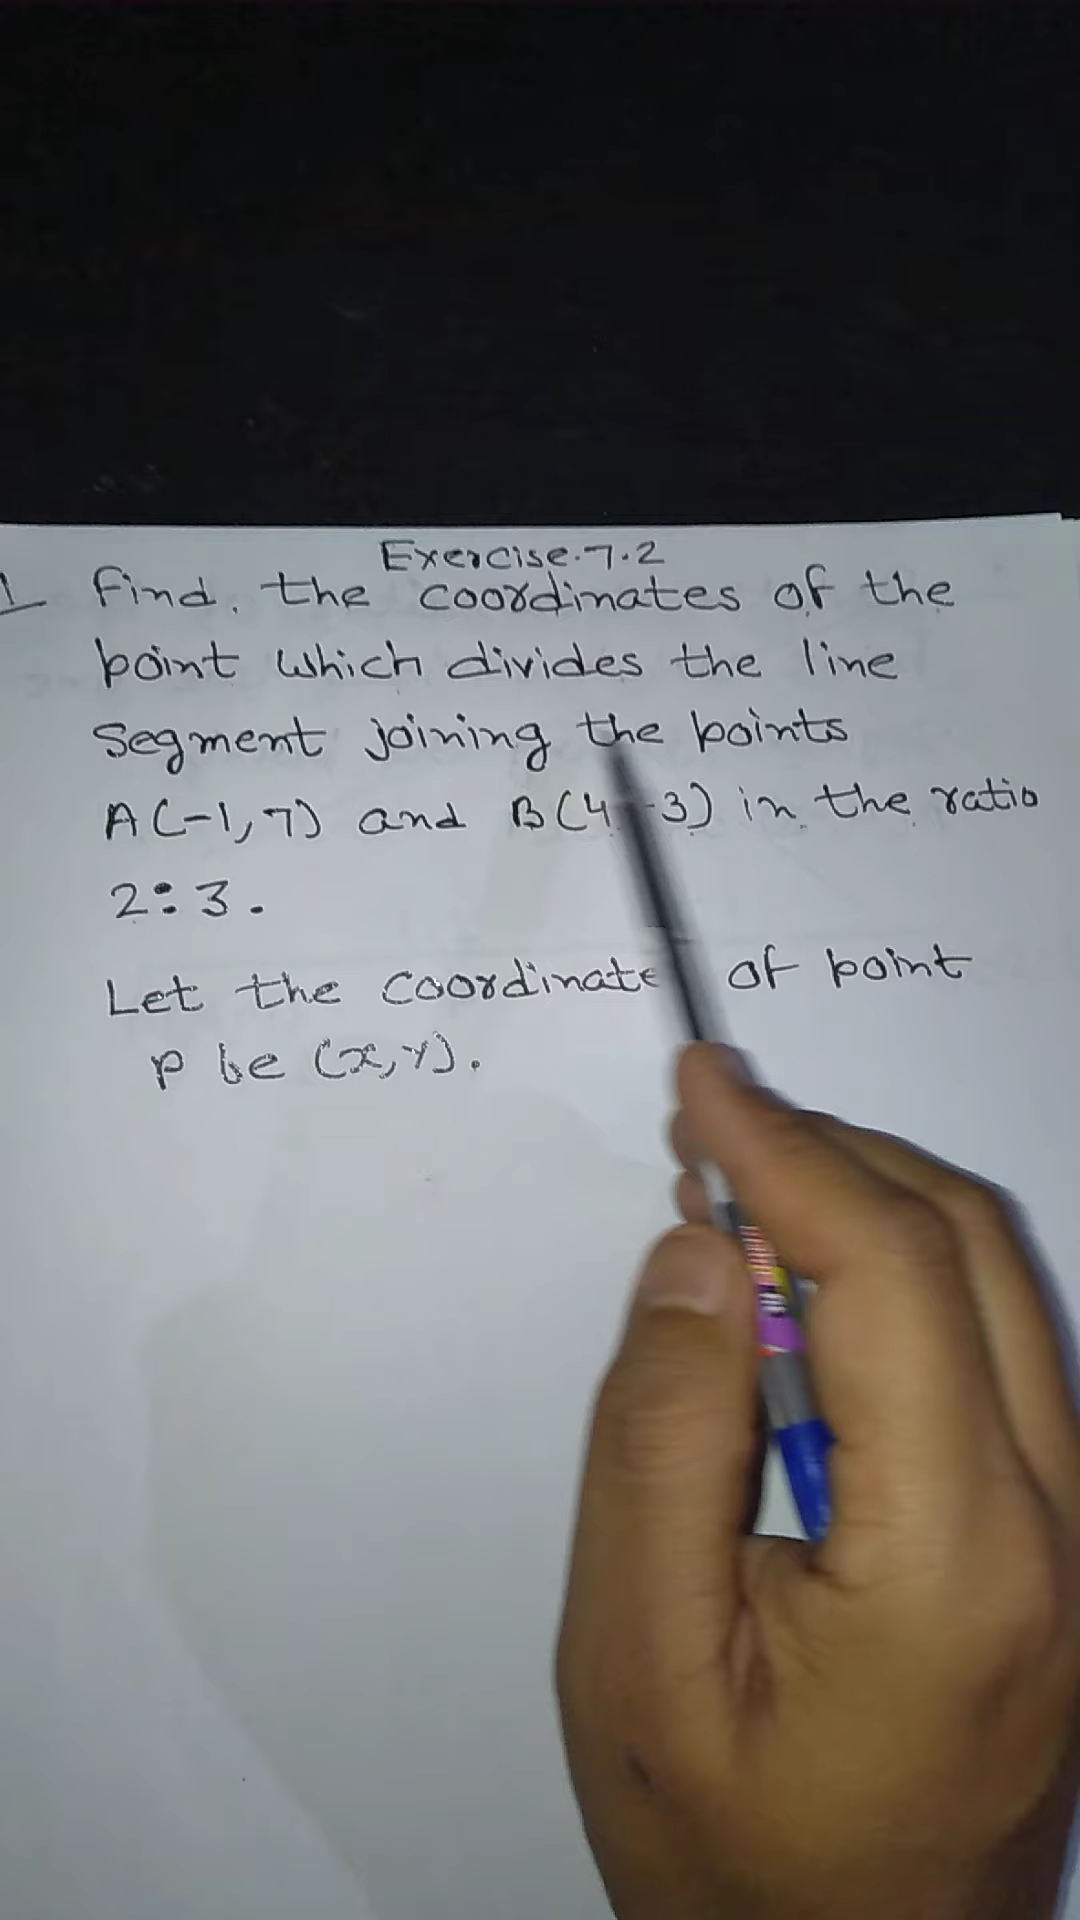 Exercise.7.2
1 Find. the coordinates of the
point which divides the line
segment joining the points
A(-1,7) and B(4 -3) in the ratio
2:3.
Let the coordinate of point
P be (x,y).